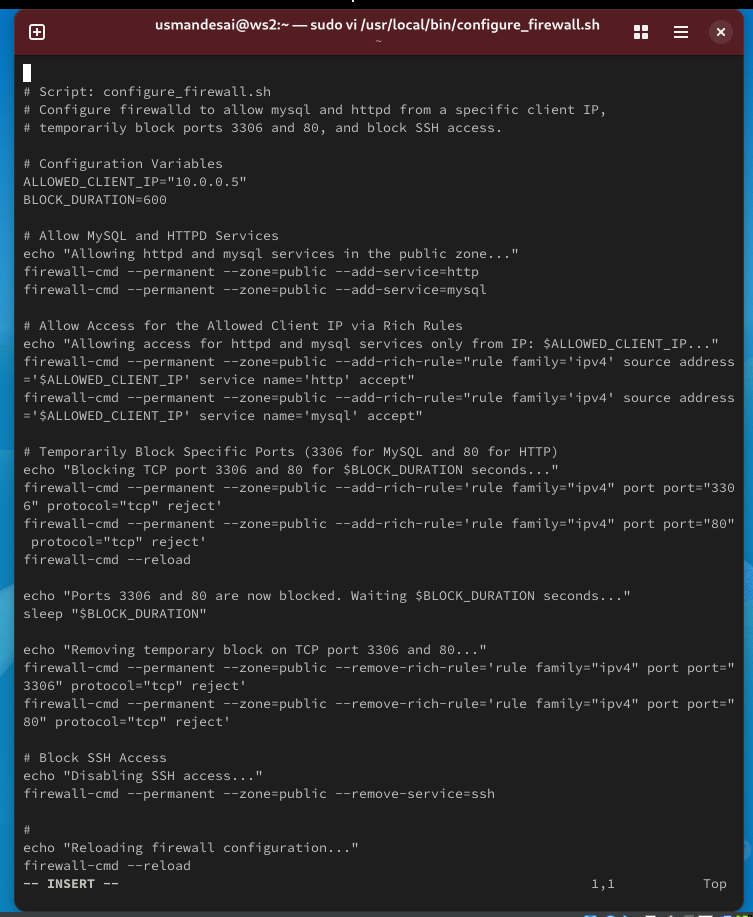 usmandesai@ws2:~ — sudo vi /usr/local/bin/configure_firewall.sh
~
# Script: configure_firewall.sh
# Configure firewalld to allow mysql and httpd from a specific client IP,
# temporarily block ports 3306 and 80, and block SSH access.
# Configuration Variables
ALLOWED_CLIENT_IP="10.0.0.5"
BLOCK_DURATION=600
# Allow MySQL and HTTPD Services
echo "Allowing httpd and mysql services in the public zone..."
firewall-cmd --permanent --zone=public --add-service=http
firewall-cmd --permanent --zone=public --add-service=mysql
# Allow Access for the Allowed Client IP via Rich Rules
echo "Allowing access for httpd and mysql services only from IP: $ALLOWED_CLIENT_IP..."
firewall-cmd --permanent --zone=public --add-rich-rule="rule family='ipv4' source address
='$ALLOWED_CLIENT_IP' service name='http' accept"
firewall-cmd --permanent --zone=public --add-rich-rule="rule family='ipv4' source address
='$ALLOWED_CLIENT_IP' service name='mysql' accept"
# Temporarily Block Specific Ports (3306 for MySQL and 80 for HTTP)
echo "Blocking TCP port 3306 and 80 for $BLOCK_DURATION seconds..."
firewall-cmd --permanent --zone=public --add-rich-rule='rule family="ipv4" port port="330
6" protocol="tcp" reject'
firewall-cmd --permanent --zone=public --add-rich-rule='rule family="ipv4" port port="80"
 protocol="tcp" reject'
firewall-cmd --reload
echo "Ports 3306 and 80 are now blocked. Waiting $BLOCK_DURATION seconds..."
sleep "$BLOCK_DURATION"
echo "Removing temporary block on TCP port 3306 and 80..."
firewall-cmd --permanent --zone=public --remove-rich-rule='rule family="ipv4" port port="
3306" protocol="tcp" reject'
firewall-cmd --permanent --zone=public --remove-rich-rule='rule family="ipv4" port port="
80" protocol="tcp" reject'
# Block SSH Access
echo "Disabling SSH access..."
firewall-cmd --permanent --zone=public --remove-service=ssh
#
echo "Reloading firewall configuration..."
firewall-cmd --reload
-- INSERT -- 1,1 Top